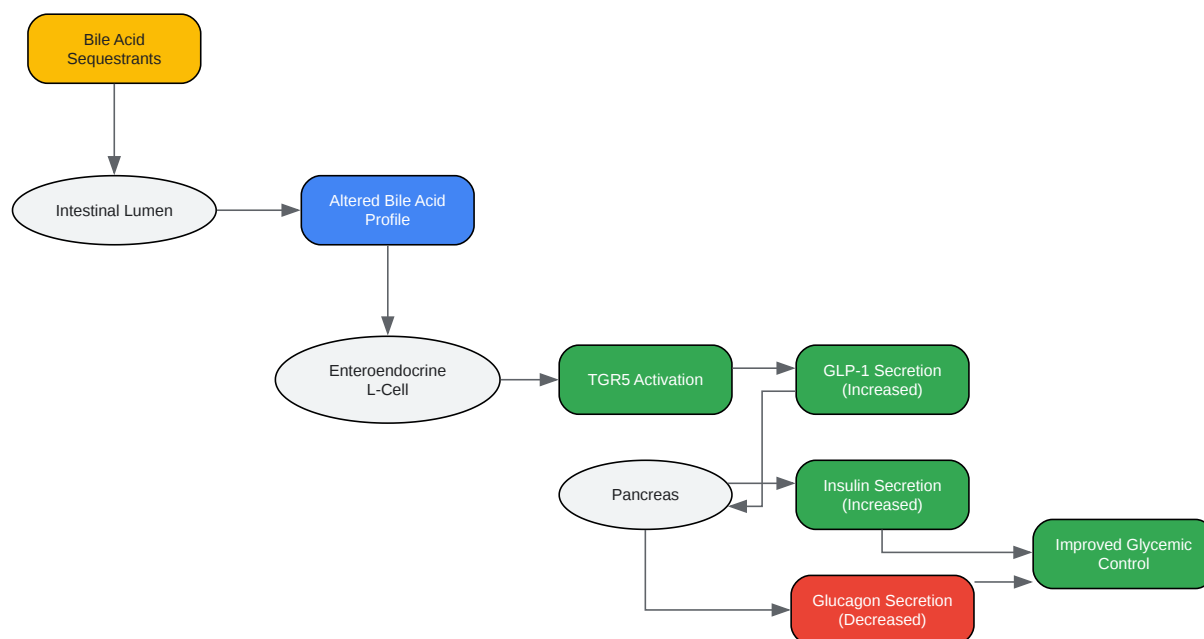 Bile Acid
Sequestrants
Intestinal Lumen
Altered Bile Acid
Profile
Enteroendocrine
L-Cell
TGR5 Activation
GLP-1 Secretion
(Increased)
Pancreas
Insulin Secretion
(Increased)
Improved Glycemic
Control
Glucagon Secretion
(Decreased)